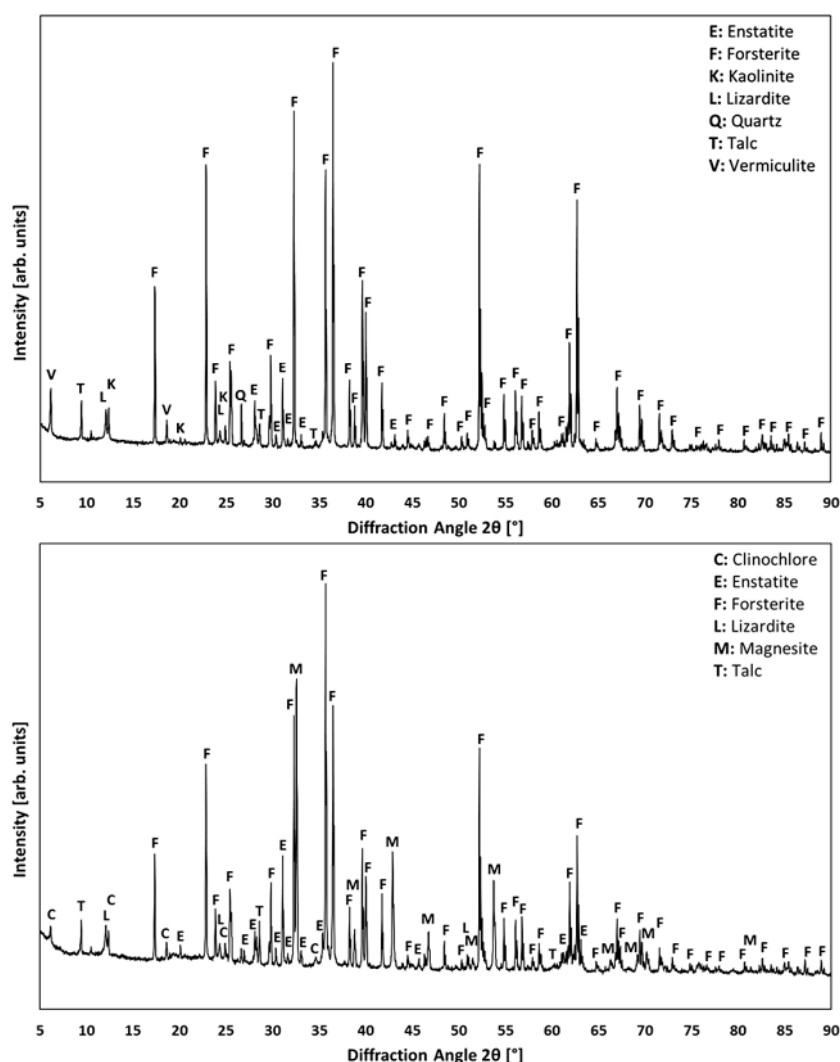 E: Enstatite
F: Forsterite
K: Kaolinite
L: Lizardite
Q: Quartz
T: Talc
V: Vermiculite
Intensity [arb. units]
V T L K F V K F F L K F Q E T F E E E F E T F F F F F F F E F F F F F F F F F F F E F F F F F F F F F F F F F F
5 10 15 20 25 30 35 40 45 50 55 60 65 70 75 80 85 90
Diffraction Angle 2θ [°]
C: Clinochlore
E: Enstatite
F: Forsterite
L: Lizardite
M: Magnesite
T: Talc
Intensity [arb. units]
C T L C F C E F F L C F E E T F E E E F M E C E F F F M F F F M F E M F F L M F M F F F F T E F F E F M F F M F M F F F F F M F F F F
5 10 15 20 25 30 35 40 45 50 55 60 65 70 75 80 85 90
Diffraction Angle 2θ [°]